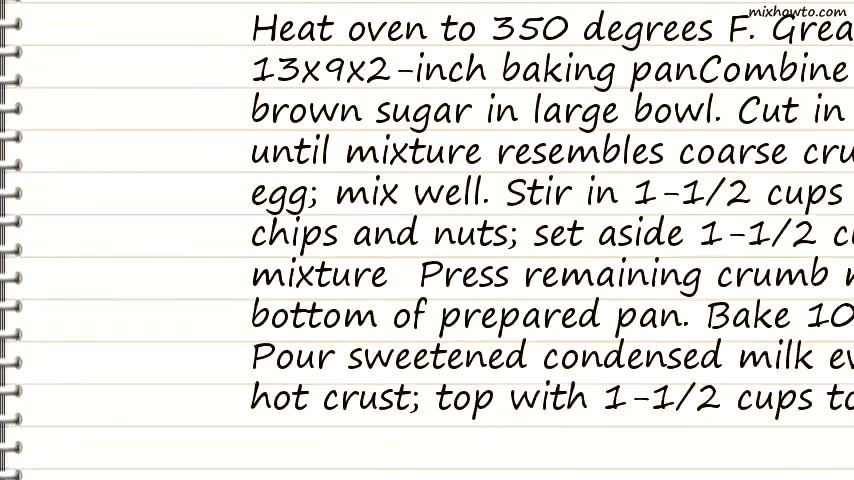 mixhowto.com
Heat oven to 350 degrees F. Grea
13x9x2-inch baking panCombine
brown sugar in large bowl. Cut in
until mixture resembles coarse cru
egg; mix well. Stir in 1-1/2 cups
chips and nuts; set aside 1-1/2 c
mixture   Press remaining crumb
bottom of prepared pan. Bake 10
Pour sweetened condensed milk ev
hot crust; top with 1-1/2 cups to